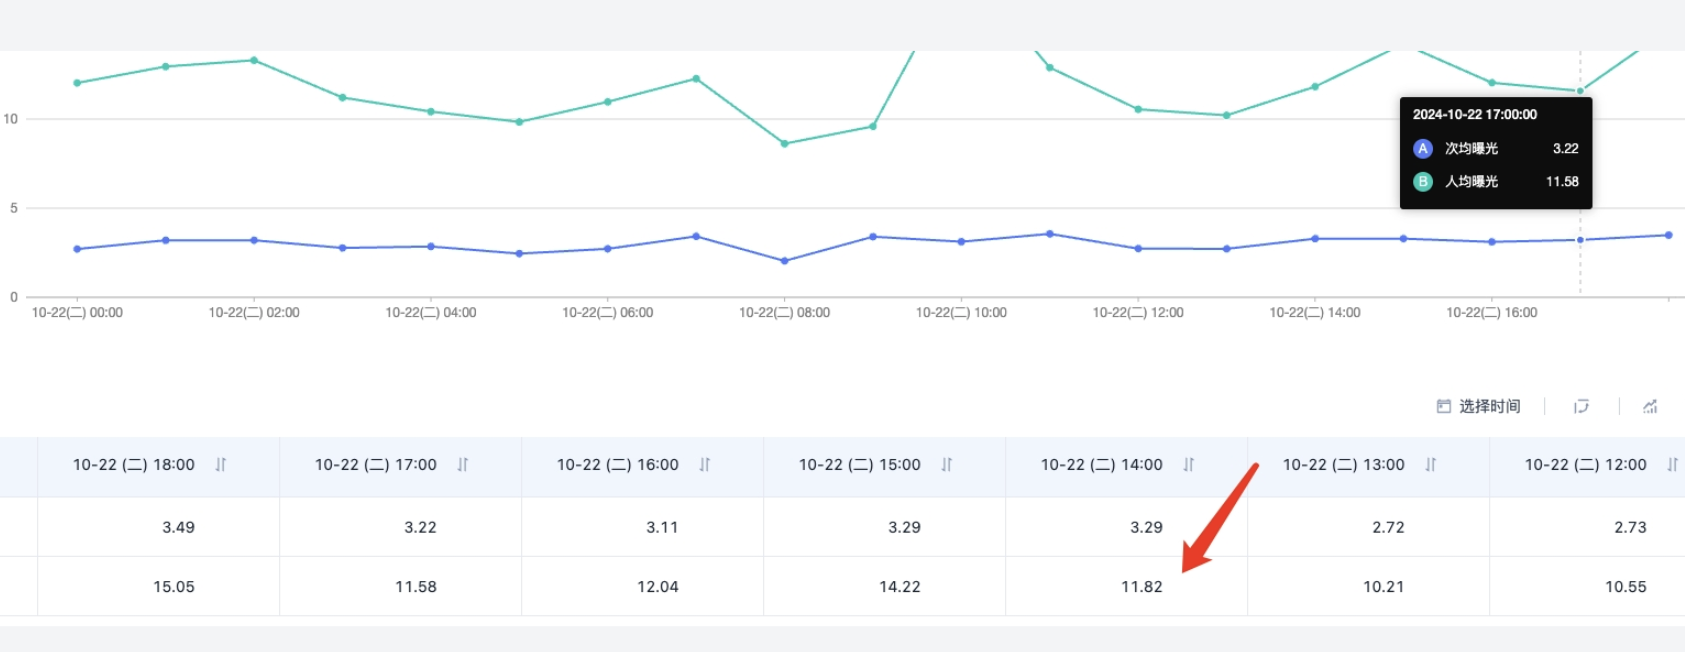 10
5
0
2024-10-22 17:00:00
A 次均曝光 3.22
B 人均曝光 11.58
10-22(二) 00:00 10-22(二) 02:00 10-22(二) 04:00 10-22(二) 06:00 10-22(二) 08:00 10-22(二) 10:00 10-22(二) 12:00 10-22(二) 14:00 10-22(二) 16:00
选择时间
10-22 (二) 18:00 10-22 (二) 17:00 10-22 (二) 16:00 10-22 (二) 15:00 10-22 (二) 14:00 10-22 (二) 13:00 10-22 (二) 12:00
3.49 3.22 3.11 3.29 3.29 2.72 2.73
15.05 11.58 12.04 14.22 11.82 10.21 10.55